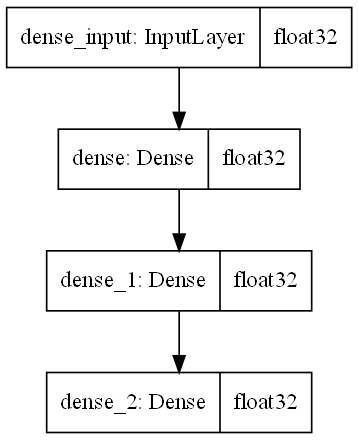 dense_input: InputLayer float32
dense: Dense float32
dense_1: Dense float32
dense_2: Dense float32